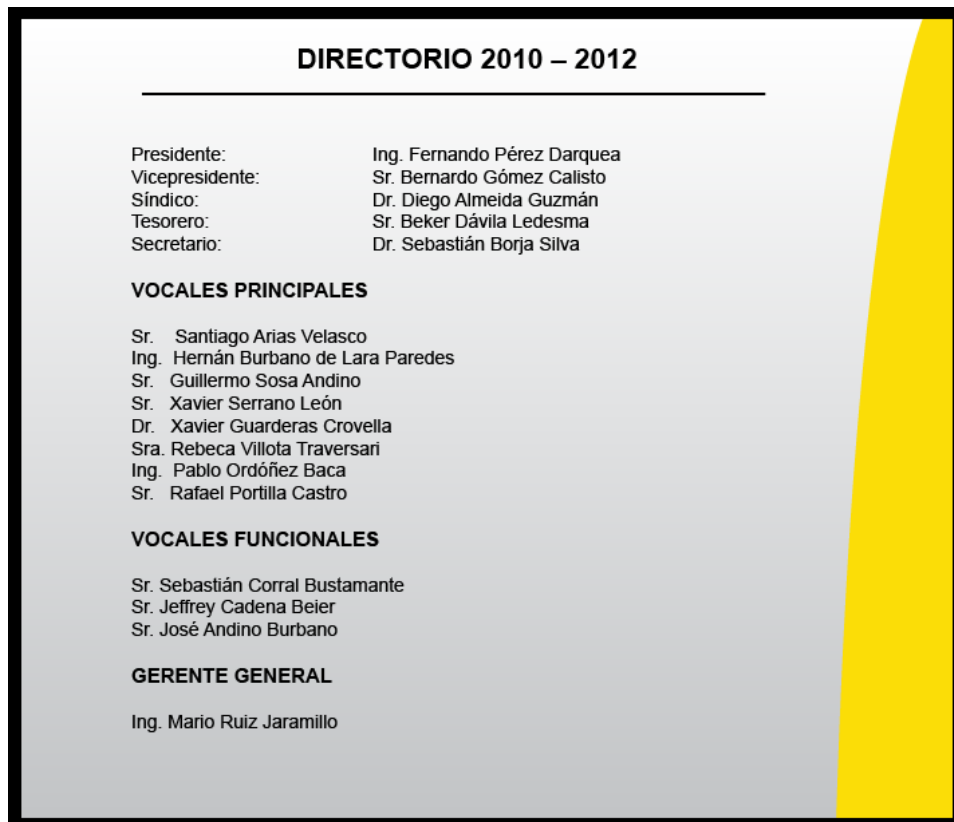 DIRECTORIO 2010 – 2012
Presidente: Ing. Fernando Pérez Darquea
Vicepresidente: Sr. Bernardo Gómez Calisto
Síndico: Dr. Diego Almeida Guzmán
Tesorero: Sr. Beker Dávila Ledesma
Secretario: Dr. Sebastián Borja Silva
VOCALES PRINCIPALES
Sr. Santiago Arias Velasco
Ing. Hernán Burbano de Lara Paredes
Sr. Guillermo Sosa Andino
Sr. Xavier Serrano León
Dr. Xavier Guarderas Crovella
Sra. Rebeca Villota Traversari
Ing. Pablo Ordóñez Baca
Sr. Rafael Portilla Castro
VOCALES FUNCIONALES
Sr. Sebastián Corral Bustamante
Sr. Jeffrey Cadena Beier
Sr. José Andino Burbano
GERENTE GENERAL
Ing. Mario Ruiz Jaramillo